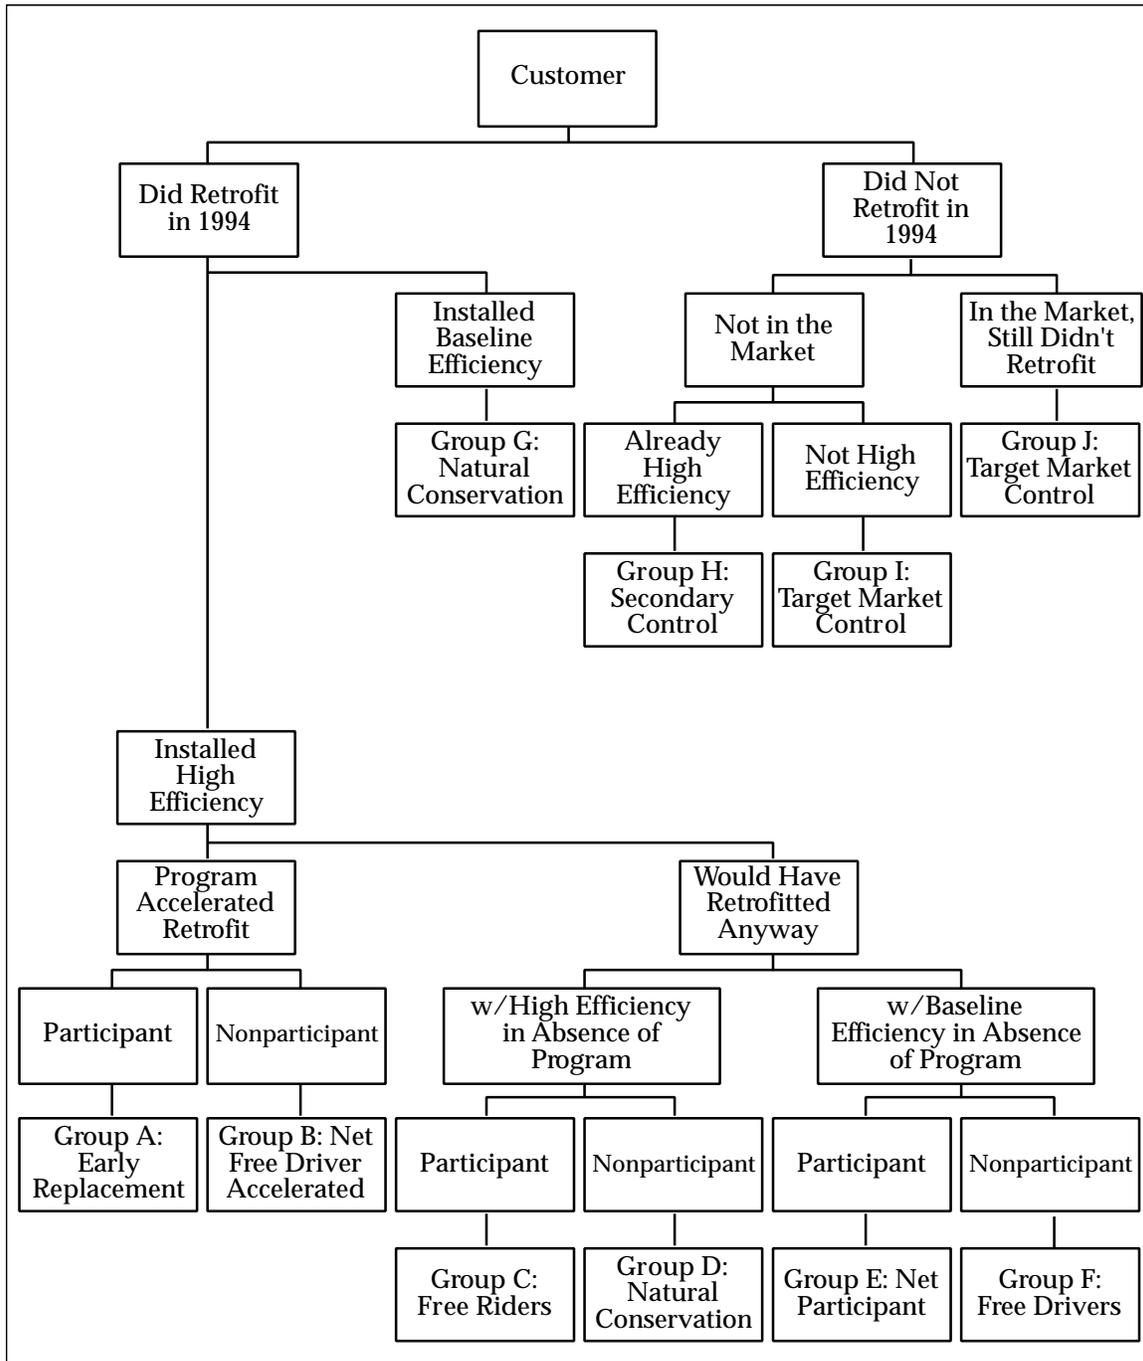 Customer
Did Retrofit
in 1994
Did Not
Retrofit in
1994
Installed
Baseline
Efficiency
Not in the
Market
In the Market,
Still Didn't
Retrofit
Group G:
Natural
Conservation
Already
High
Efficiency
Not High
Efficiency
Group J:
Target Market
Control
Group H:
Secondary
Control
Group I:
Target Market
Control
Installed
High
Efficiency
Program
Accelerated
Retrofit
Would Have
Retrofitted
Anyway
Participant
Nonparticipant
w/High Efficiency
in Absence of
Program
w/Baseline
Efficiency in Absence
of Program
Group A:
Early
Replacement
Group B: Net
Free Driver
Accelerated
Participant
Nonparticipant
Participant
Nonparticipant
Group C:
Free Riders
Group D:
Natural
Conservation
Group E: Net
Participant
Group F:
Free Drivers